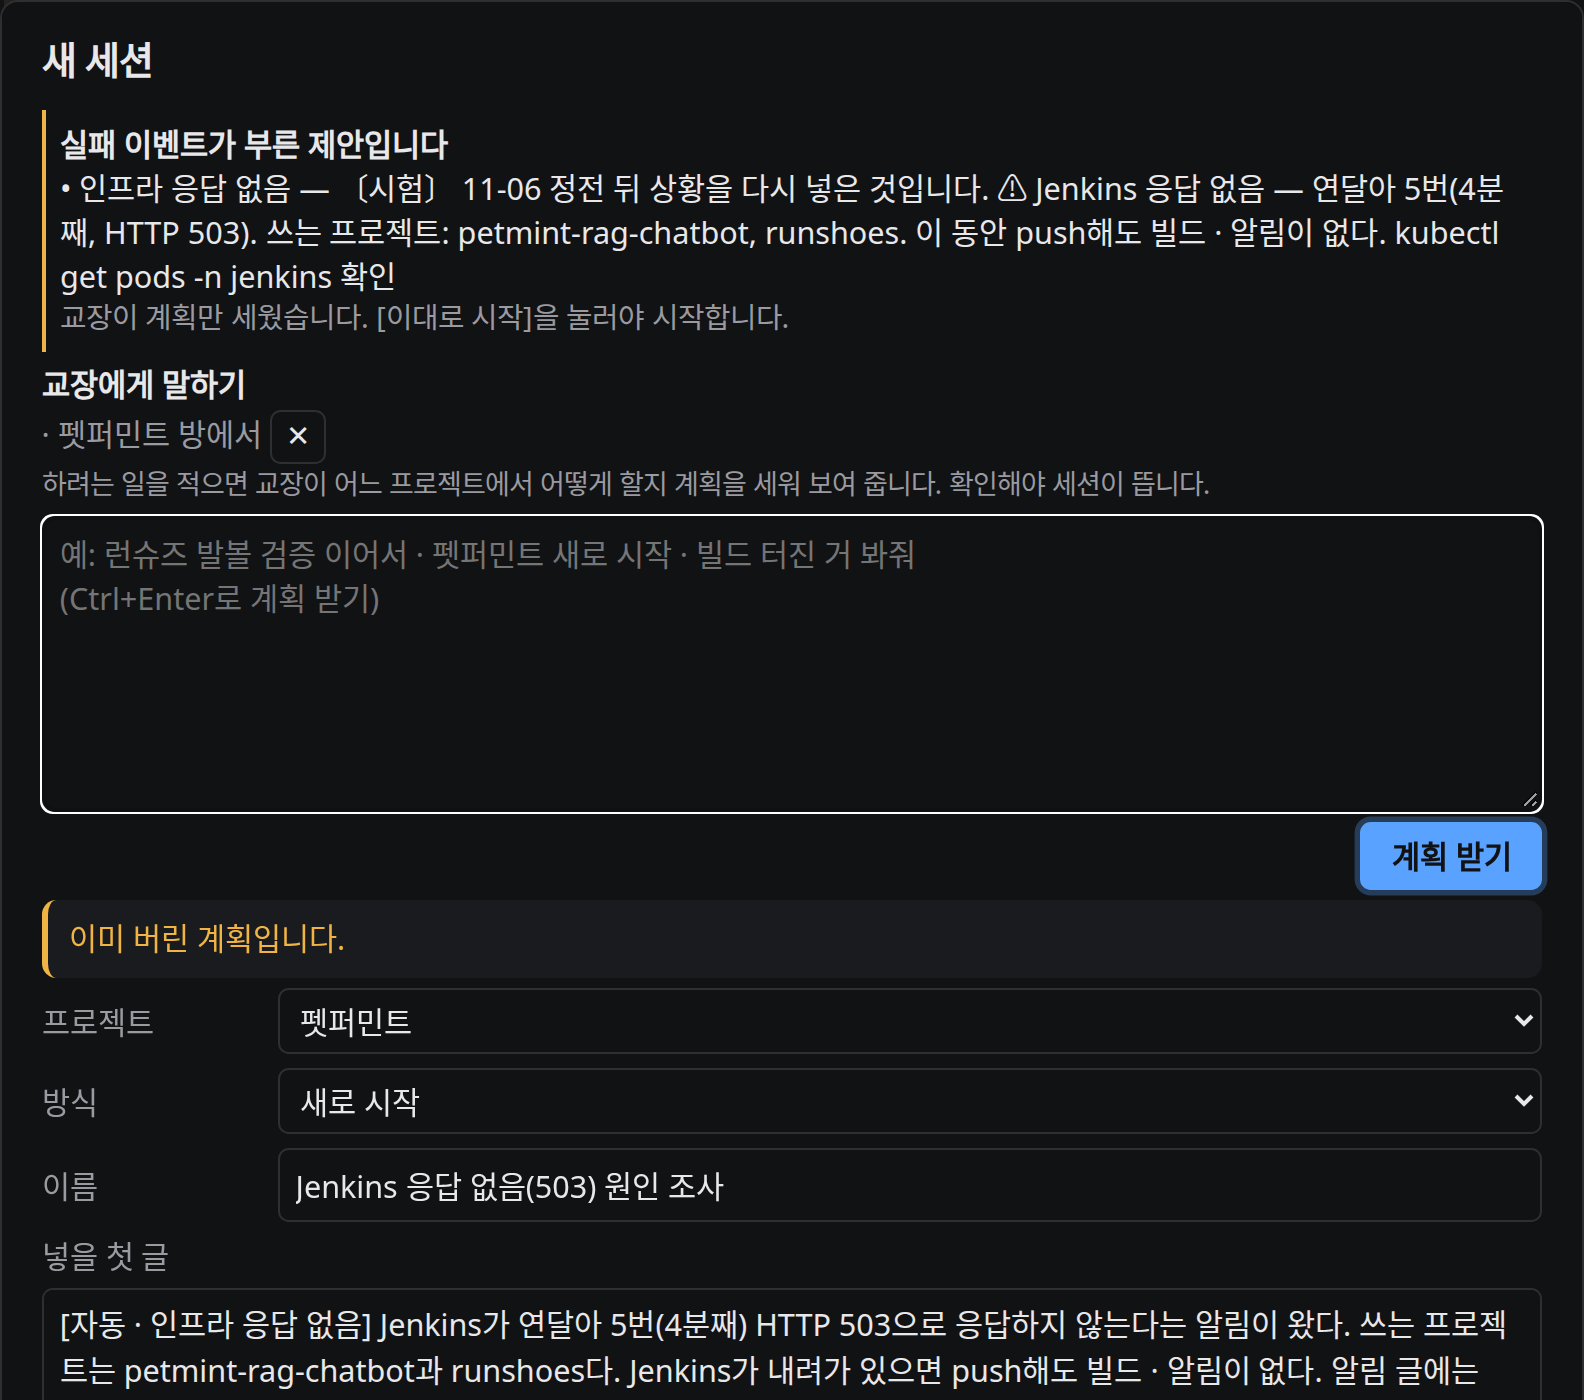 새 세션
실패 이벤트가 부른 제안입니다
• 인프라 응답 없음 — 〔시험〕 11-06 정전 뒤 상황을 다시 넣은 것입니다. ⚠ Jenkins 응답 없음 — 연달아 5번(4분
째, HTTP 503). 쓰는 프로젝트: petmint-rag-chatbot, runshoes. 이 동안 push해도 빌드 · 알림이 없다. kubectl
get pods -n jenkins 확인
교장이 계획만 세웠습니다. [이대로 시작]을 눌러야 시작합니다.
교장에게 말하기
· 펫퍼민트 방에서 ✕
하려는 일을 적으면 교장이 어느 프로젝트에서 어떻게 할지 계획을 세워 보여 줍니다. 확인해야 세션이 뜹니다.
예: 런슈즈 발볼 검증 이어서 · 펫퍼민트 새로 시작 · 빌드 터진 거 봐줘
(Ctrl+Enter로 계획 받기)
계획 받기
이미 버린 계획입니다.
프로젝트 펫퍼민트
방식 새로 시작
이름 Jenkins 응답 없음(503) 원인 조사
넣을 첫 글
[자동 · 인프라 응답 없음] Jenkins가 연달아 5번(4분째) HTTP 503으로 응답하지 않는다는 알림이 왔다. 쓰는 프로젝
트는 petmint-rag-chatbot과 runshoes다. Jenkins가 내려가 있으면 push해도 빌드 · 알림이 없다. 알림 글에는